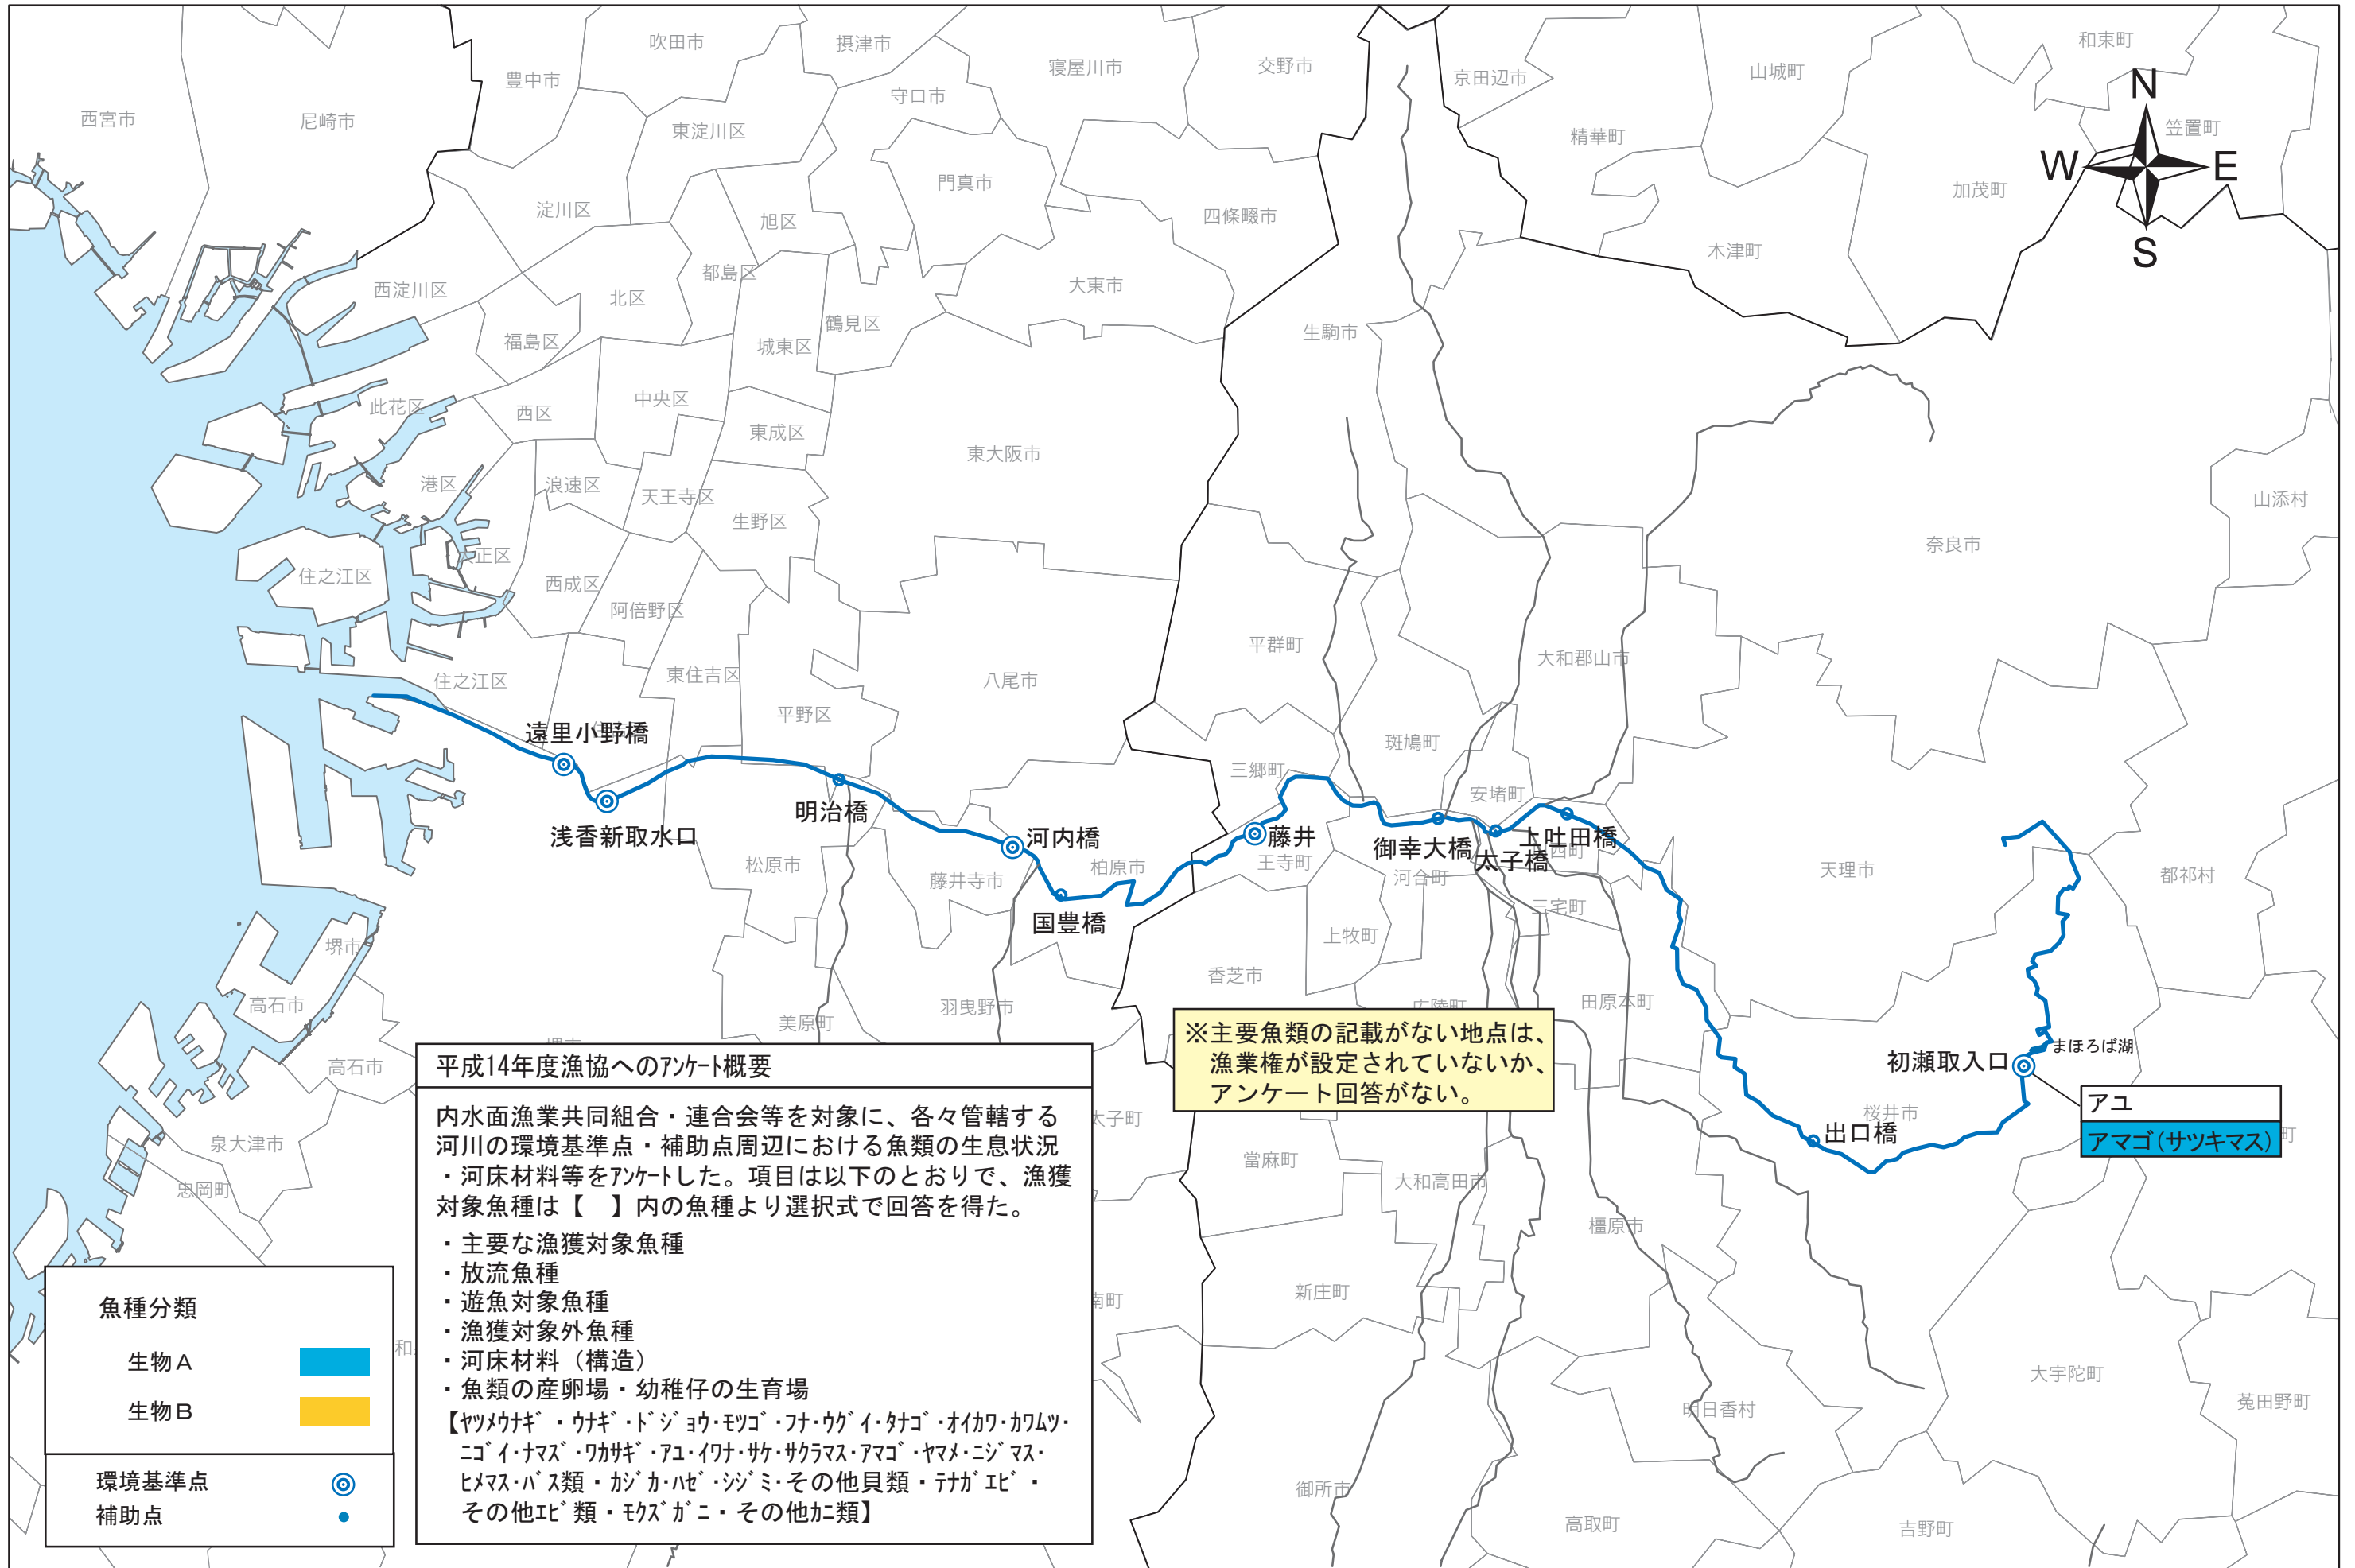 和束町
吹田市
摂津市
豊中市
寝屋川市
交野市
京田辺市
山城町
N
守口市
西宮市
尼崎市
東淀川区
精華町
笠置町
W
E
門真市
加茂町
淀川区
旭区
四條畷市
木津町
S
都島区
西淀川区
北区
大東市
鶴見区
生駒市
福島区
城東区
此花区
西区
中央区
東成区
東大阪市
港区
浪速区
天王寺区
山添村
生野区
奈良市
大正区
住之江区
西成区
阿倍野区
平群町
大和郡山市
住之江区
東住吉区
八尾市
平野区
遠里小野橋
斑鳩町
三郷町
安堵町
明治橋
浅香新取水口
河内橋
藤井
御幸大橋
上吐田橋
太子橋
松原市
藤井寺市
柏原市
王寺町
河合町
天理市
都祁村
国豊橋
三宅町
上牧町
堺市
香芝市
高石市
羽曳野市
広陵町
田原本町
美原町
※主要魚類の記載がない地点は、
漁業権が設定されていないか、
アンケート回答がない。
まほろば湖
初瀬取入口
高石市
アユ
アマゴ(サツキマス)
桜井市
出口橋
町
太子町
泉大津市
忠岡町
當麻町
大和高田市
橿原市
新庄町
南町
大宇陀町
菟田野町
明日香村
御所市
高取町
吉野町
平成14年度漁協へのｱﾝｹｰﾄ概要
内水面漁業共同組合・連合会等を対象に、各々管轄する
河川の環境基準点・補助点周辺における魚類の生息状況
・河床材料等をｱﾝｹｰﾄした。項目は以下のとおりで、漁獲
対象魚種は【　】内の魚種より選択式で回答を得た。
・主要な漁獲対象魚種
・放流魚種
・遊魚対象魚種
・漁獲対象外魚種
・河床材料（構造）
・魚類の産卵場・幼稚仔の生育場
【ﾔﾂﾒｳﾅｷﾞ・ｳﾅｷﾞ・ﾄﾞｼﾞｮｳ・ﾓﾂｺﾞ・ﾌﾅ・ｳｸﾞｲ・ﾀﾅｺﾞ・ｵｲｶﾜ・ｶﾜﾑﾂ・
ﾆｺﾞｲ・ﾅﾏｽﾞ・ﾜｶｻｷﾞ・ｱﾕ・ｲﾜﾅ・ｻｹ・ｻｸﾗﾏｽ・ｱﾏｺﾞ・ﾔﾏﾒ・ﾆｼﾞﾏｽ・
ﾋﾒﾏｽ・ﾊﾞｽ類・ｶｼﾞｶ・ﾊｾﾞ・ｼｼﾞﾐ・その他貝類・ﾃﾅｶﾞｴﾋﾞ・
その他ｴﾋﾞ類・ﾓｸｽﾞｶﾞﾆ・その他ｶﾆ類】
魚種分類
生物Ａ
生物Ｂ
環境基準点
補助点